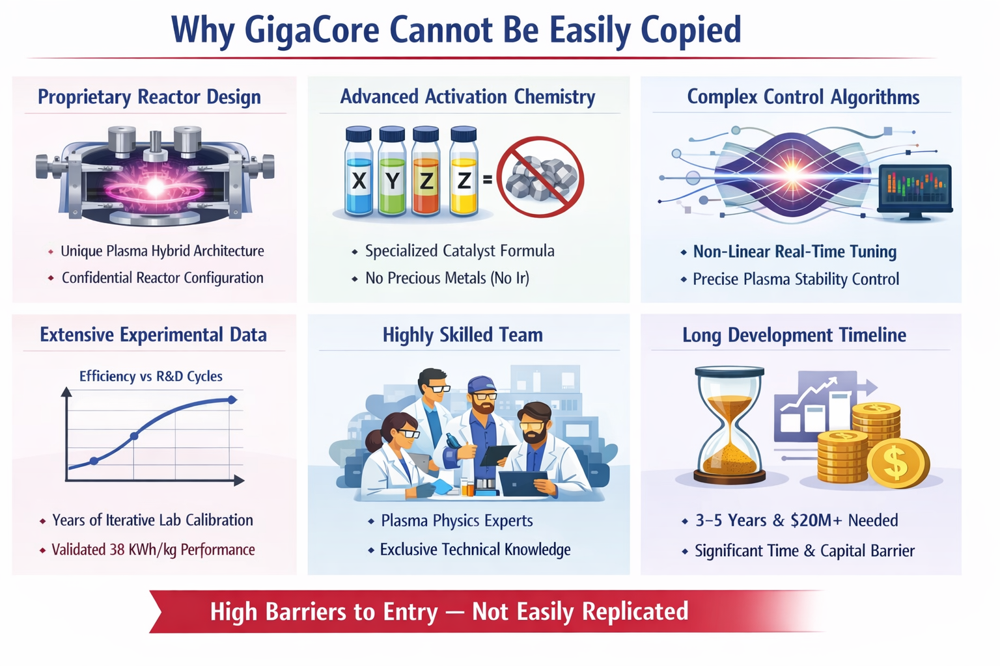 Why GigaCore Cannot Be Easily Copied
Proprietary Reactor Design
Unique Plasma Hybrid Architecture
Confidential Reactor Configuration
Advanced Activation Chemistry
X Y Z Z =
Specialized Catalyst Formula
No Precious Metals (No Ir)
Complex Control Algorithms
Non-Linear Real-Time Tuning
Precise Plasma Stability Control
Extensive Experimental Data
Efficiency vs R&D Cycles
Years of Iterative Lab Calibration
Validated 38 KWh/kg Performance
Highly Skilled Team
Plasma Physics Experts
Exclusive Technical Knowledge
Long Development Timeline
$
3–5 Years & $20M+ Needed
Significant Time & Capital Barrier
High Barriers to Entry — Not Easily Replicated